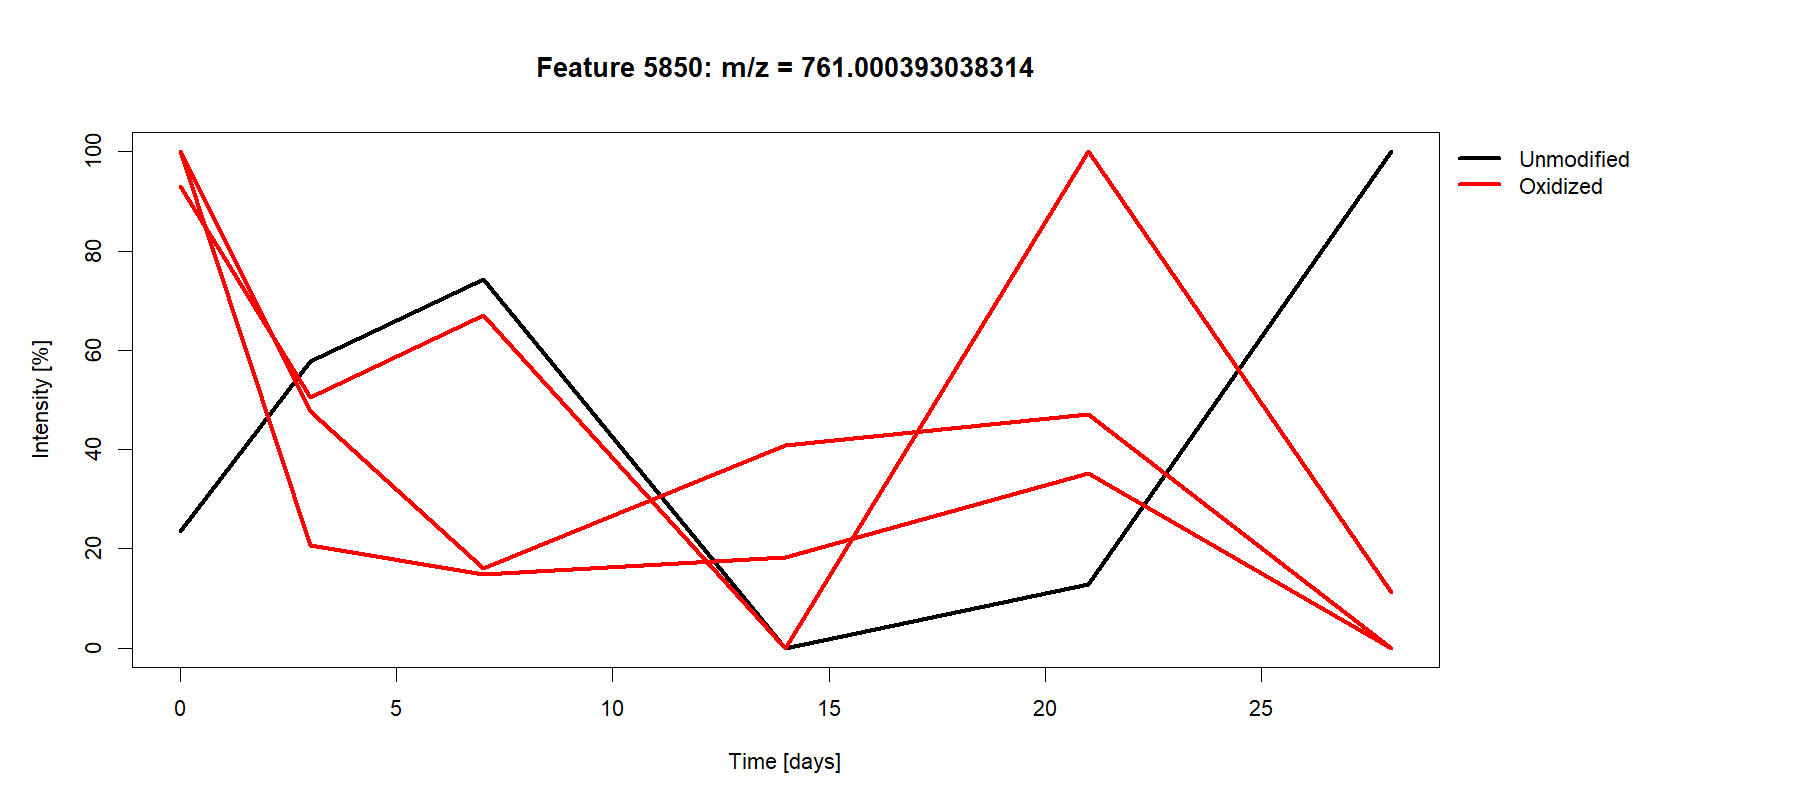 Feature 5850: m/z = 761.000393038314
Unmodified
Oxidized
Intensity [%]
100
80
60
40
20
0
0 5 10 15 20 25
Time [days]